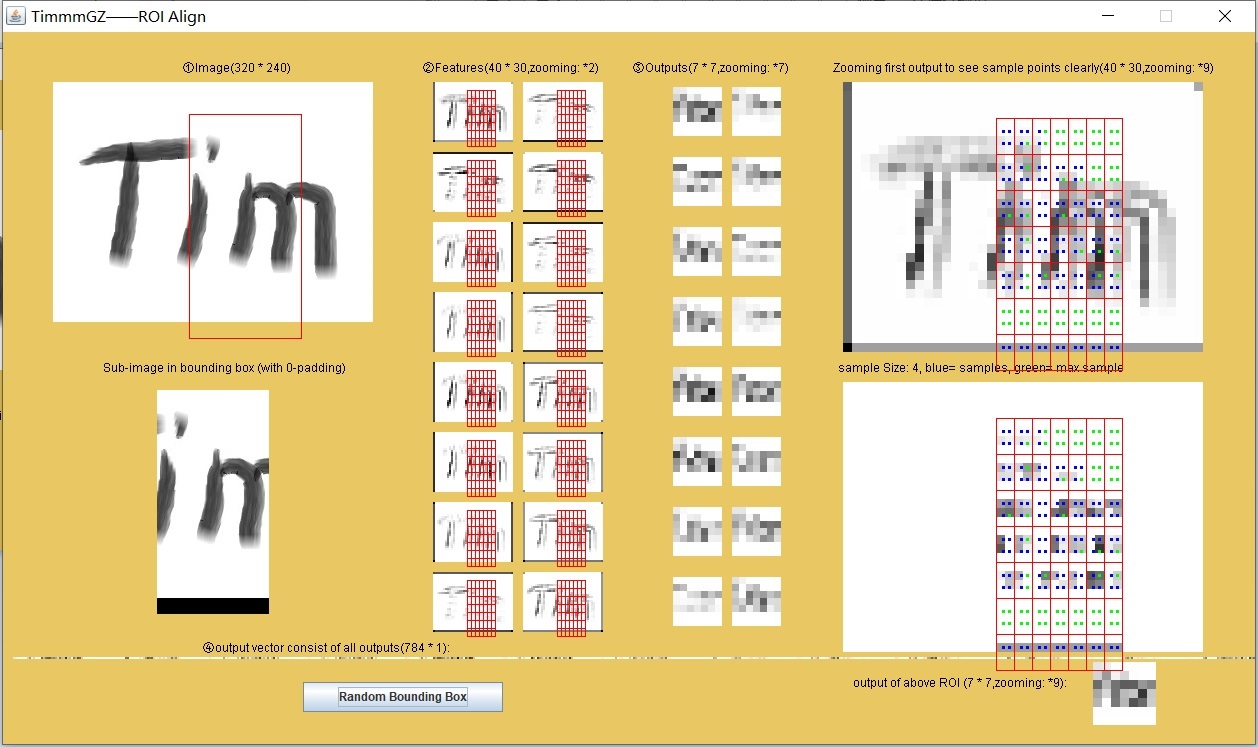 TimmmGZ——ROI Align
①Image(320 * 240)
②Features(40 * 30,zooming: *2)
③Outputs(7 * 7,zooming: *7)
Zooming first output to see sample points clearly(40 * 30,zooming: *9)
Tim
Sub-image in bounding box (with 0-padding)
sample Size: 4, blue= samples, green= max sample
④output vector consist of all outputs(784 * 1):
Random Bounding Box
output of above ROI (7 * 7,zooming: *9):